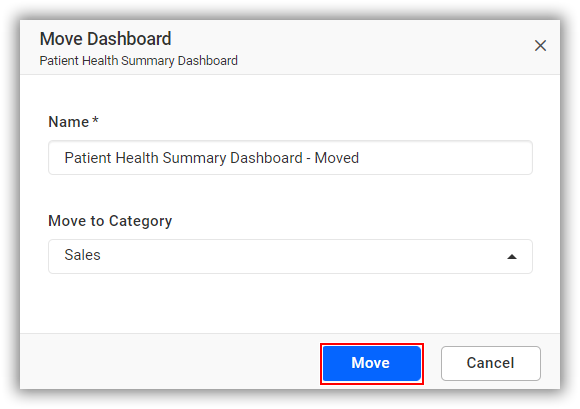 Move Dashboard
Patient Health Summary Dashboard
Name *
Patient Health Summary Dashboard - Moved
Move to Category
Sales
Move Cancel